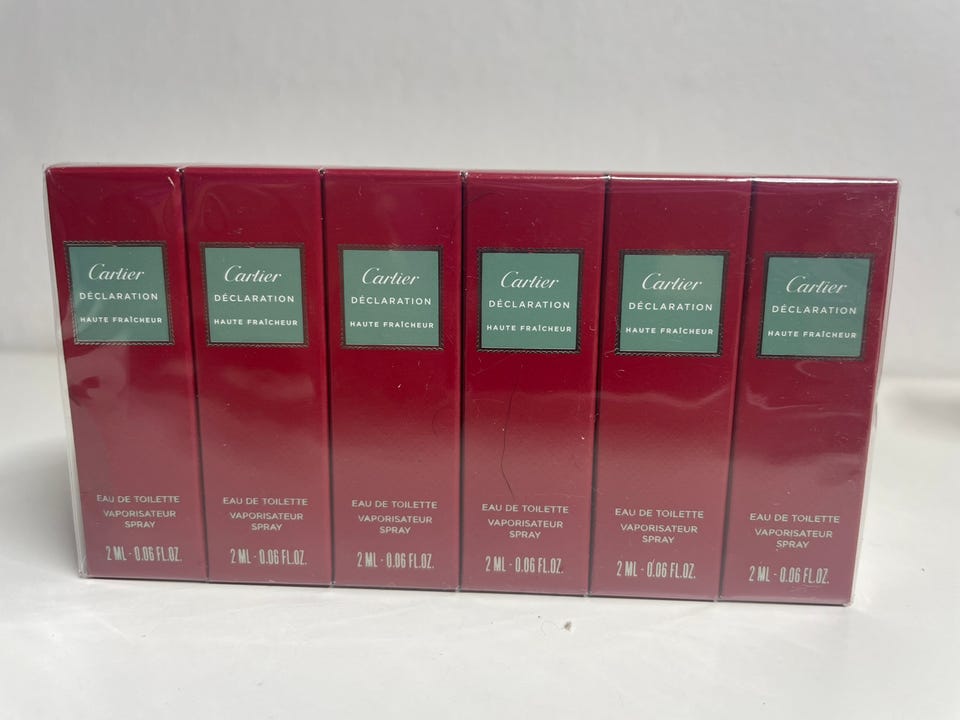 Cartier
DÉCLARATION
HAUTE FRAÎCHEUR
EAU DE TOILETTE
VAPORISATEUR
SPRAY
2 ML - 0.06 FL.OZ.
Cartier
DÉCLARATION
HAUTE FRAÎCHEUR
EAU DE TOILETTE
VAPORISATEUR
SPRAY
2 ML - 0.06 FL.OZ.
Cartier
DÉCLARATION
HAUTE FRAÎCHEUR
EAU DE TOILETTE
VAPORISATEUR
SPRAY
2 ML - 0.06 FL.OZ.
Cartier
DÉCLARATION
HAUTE FRAÎCHEUR
EAU DE TOILETTE
VAPORISATEUR
SPRAY
2 ML - 0.06 FL.OZ.
Cartier
DÉCLARATION
HAUTE FRAÎCHEUR
EAU DE TOILETTE
VAPORISATEUR
SPRAY
2 ML - 0.06 FL.OZ.
Cartier
DÉCLARATION
HAUTE FRAÎCHEUR
EAU DE TOILETTE
VAPORISATEUR
SPRAY
2 ML - 0.06 FL.OZ.